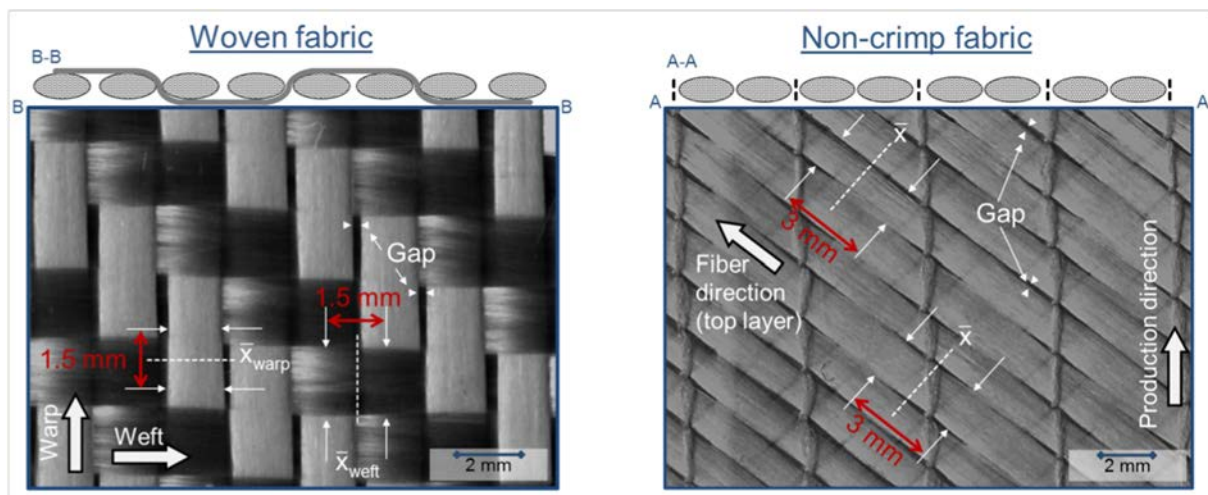 Woven fabric
B-B
B
B
Gap
1.5 mm
1.5 mm
x̄warp
Warp
Weft
x̄weft
2 mm
Non-crimp fabric
A-A
A
A
x̄
Gap
3 mm
Fiber
direction
(top layer)
x̄
3 mm
Production direction
2 mm